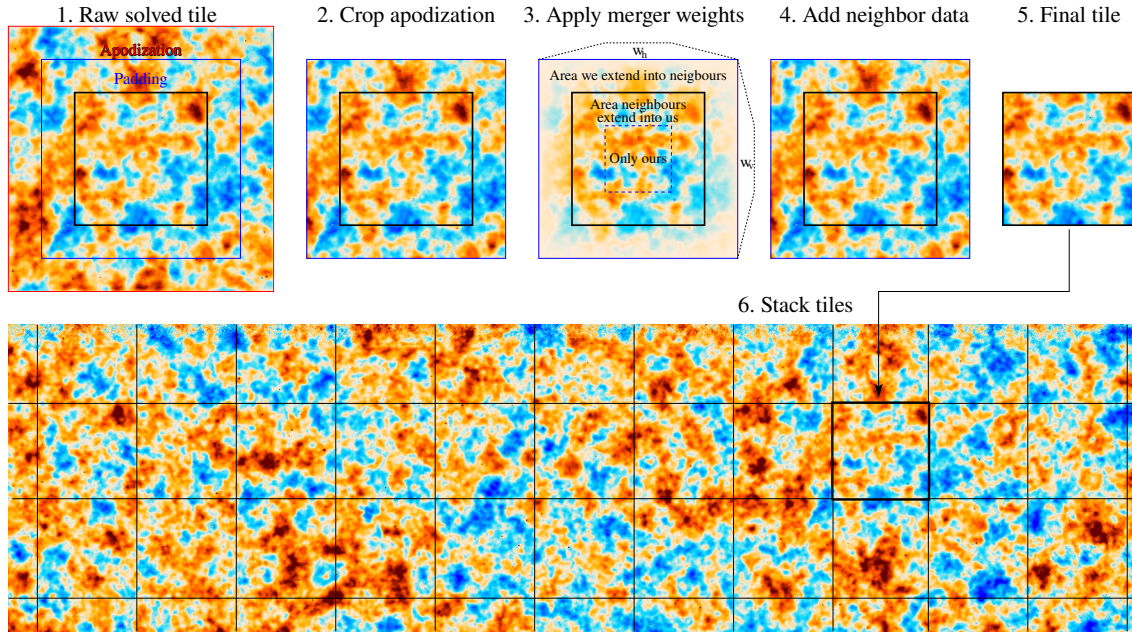 1. Raw solved tile
2. Crop apodization
3. Apply merger weights
4. Add neighbor data
5. Final tile
Apodization
Padding
w_h
Area we extend into neighbours
Area neighbours
extend into us
Only ours
w_v
6. Stack tiles